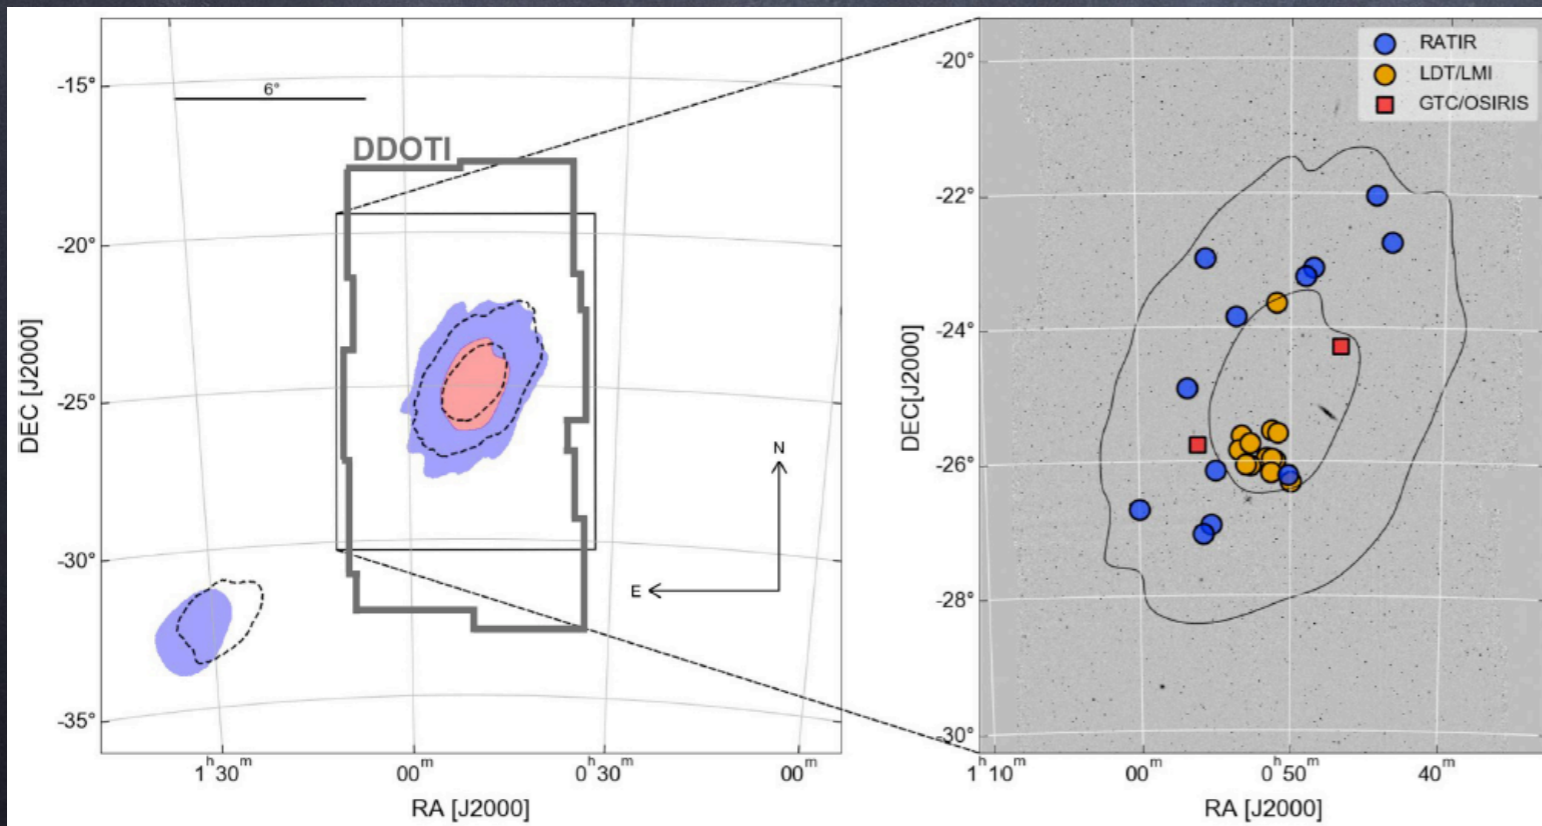 -15°
6°
DDOTI
-20°
-25°
N
E
-30°
-35°
DEC [J2000]
1ʰ30ᵐ
00ᵐ
0ʰ30ᵐ
00ᵐ
RA [J2000]
RATIR
LDT/LMI
GTC/OSIRIS
-20°
-22°
-24°
-26°
-28°
-30°
DEC[J2000]
1ʰ10ᵐ
00ᵐ
0ʰ50ᵐ
40ᵐ
RA [J2000]